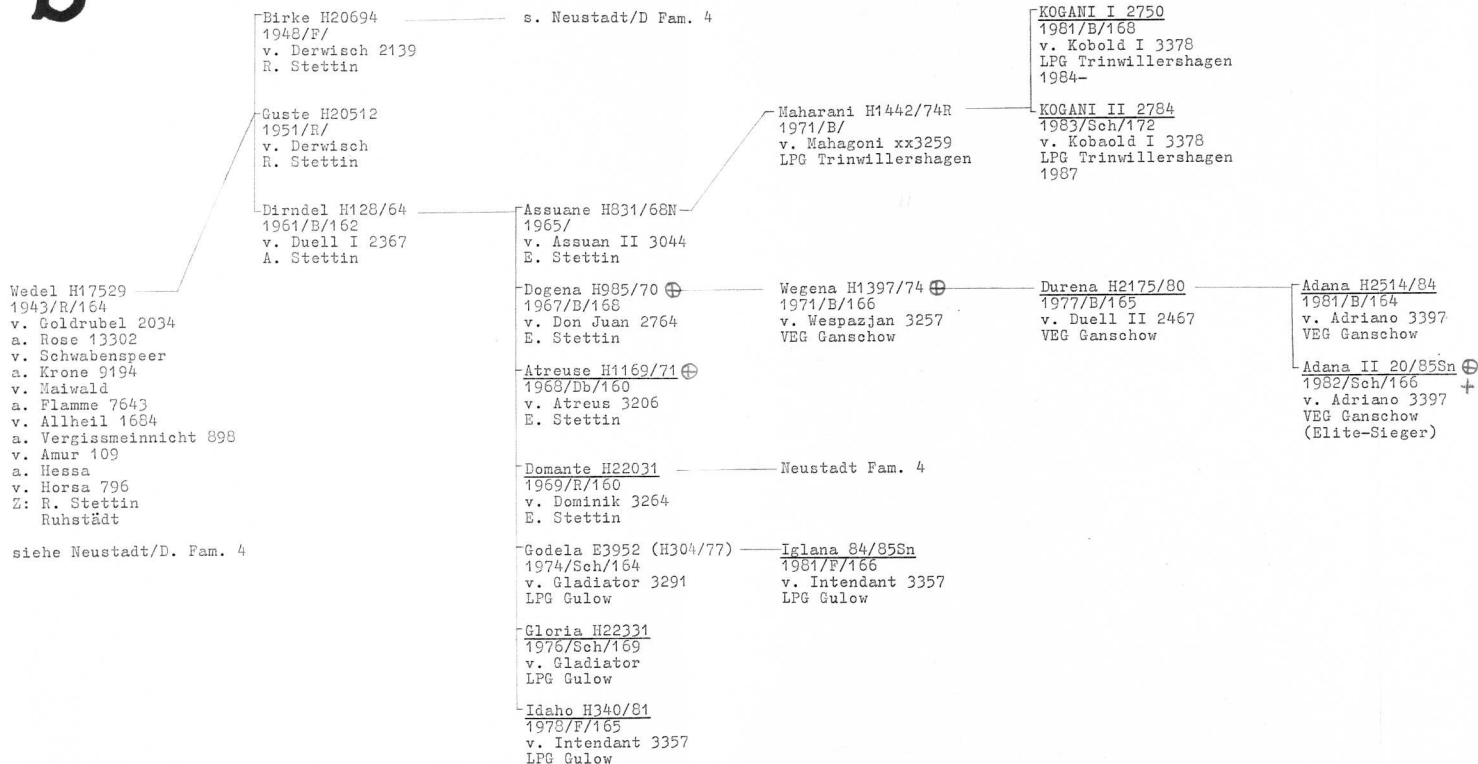 b
Birke H20694
1948/F/
v. Derwisch 2139
R. Stettin
s. Neustadt/D Fam. 4
Guste H20512
1951/R/
v. Derwisch
R. Stettin
Dirndel H128/64
1961/B/162
v. Duell I 2367
A. Stettin
Wedel H17529
1943/R/164
v. Goldrubel 2034
a. Rose 13302
v. Schwabenspeer
a. Krone 9194
v. Maiwald
a. Flamme 7643
v. Allheil 1684
a. Vergissmeinnicht 898
v. Amur 109
a. Hessa
v. Horsa 796
Z: R. Stettin
Ruhstädt
siehe Neustadt/D. Fam. 4
Assuane H831/68N
1965/
v. Assuan II 3044
E. Stettin
Dogena H985/70
1967/B/168
v. Don Juan 2764
E. Stettin
Atreuse H1169/71
1968/Db/160
v. Atreus 3206
E. Stettin
Domante H22031
1969/R/160
v. Dominik 3264
E. Stettin
Godela E3952 (H304/77)
1974/Sch/164
v. Gladiator 3291
LPG Gulow
Gloria H22331
1976/Sch/169
v. Gladiator
LPG Gulow
Idaho H340/81
1978/F/165
v. Intendant 3357
LPG Gulow
Maharani H1442/74R
1971/B/
v. Mahagoni xx3259
LPG Trinwillershagen
Wegena H1397/74
1971/B/166
v. Wespazjan 3257
VEG Ganschow
Neustadt Fam. 4
Iglana 84/85Sn
1981/F/166
v. Intendant 3357
LPG Gulow
KOGANI I 2750
1981/B/168
v. Kobold I 3378
LPG Trinwillershagen
1984-
KOGANI II 2784
1983/Sch/172
v. Kobaold I 3378
LPG Trinwillershagen
1987
Durena H2175/80
1977/B/165
v. Duell II 2467
VEG Ganschow
Adana H2514/84
1981/B/164
v. Adriano 3397
VEG Ganschow
Adana II 20/85Sn
1982/Sch/166
v. Adriano 3397
VEG Ganschow
(Elite-Sieger)